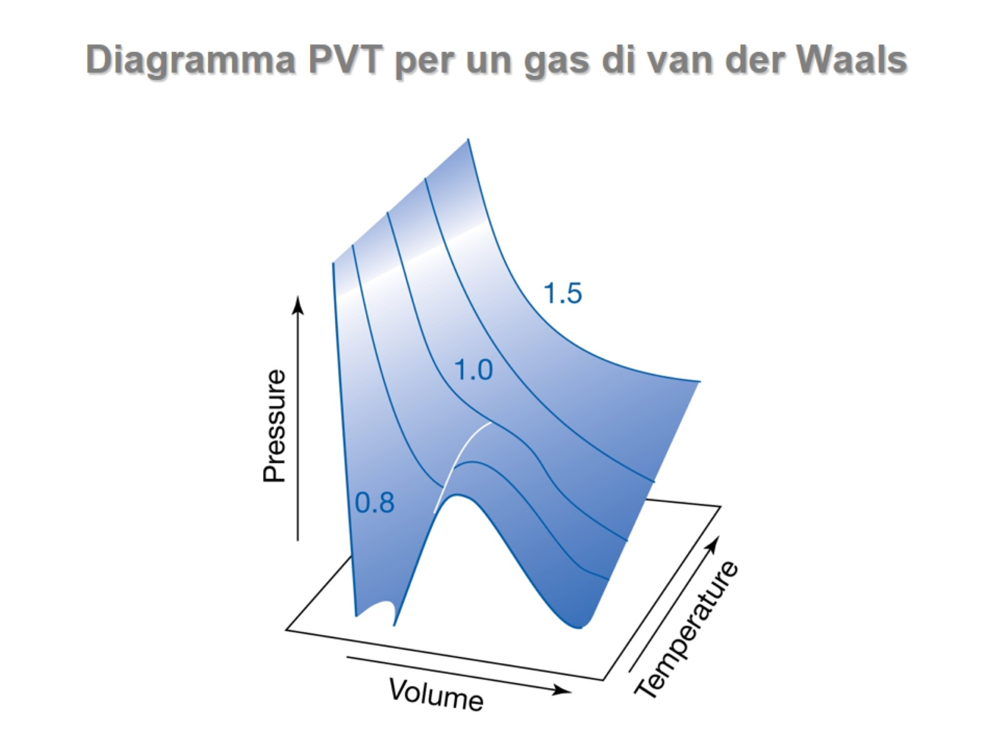 Diagramma PVT per un gas di van der Waals
1.5
1.0
0.8
Pressure
Volume
Temperature